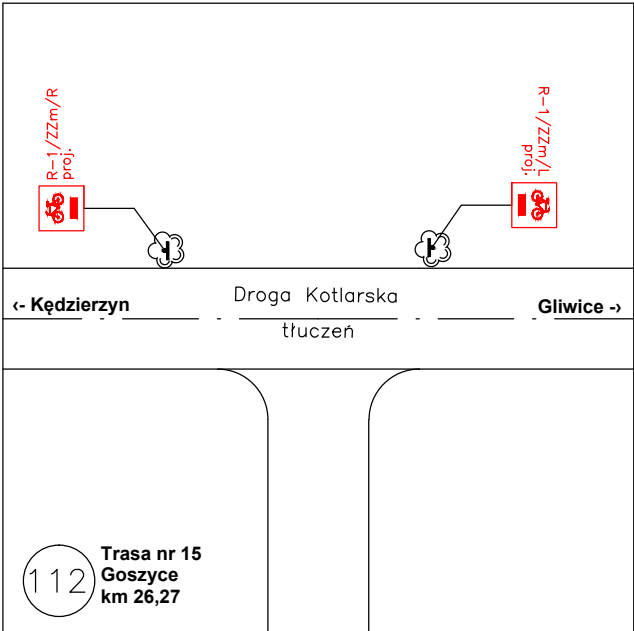 R-1/ZZm/R
proj.
R-1/ZZm/L
proj.
‹- Kędzierzyn
Droga Kotlarska
Gliwice -›
tłuczeń
112
Trasa nr 15
Goszyce
km 26,27